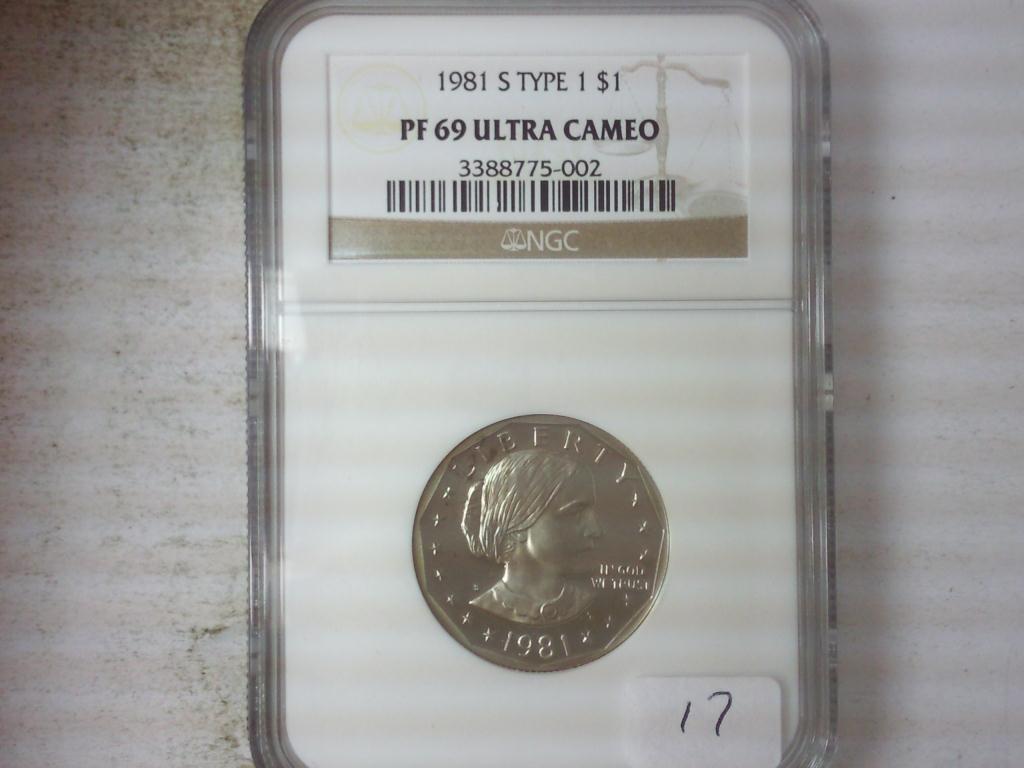 1981 S TYPE 1 $1
PF 69 ULTRA CAMEO
3388775-002
NGC
LIBERTY
IN GOD
WE TRUST
S
1981
17